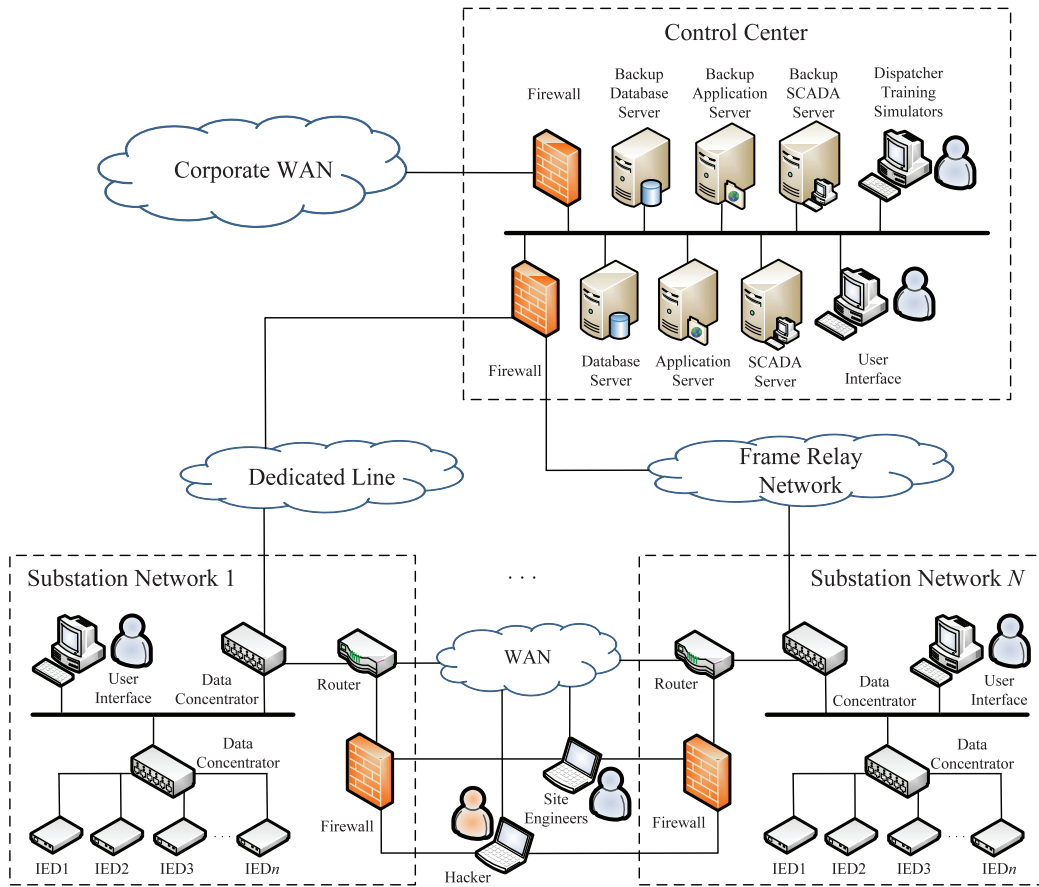 Control Center
Firewall
Backup
Database
Server
Backup
Application
Server
Backup
SCADA
Server
Dispatcher
Training
Simulators
Corporate WAN
Firewall
Database
Server
Application
Server
SCADA
Server
User
Interface
Dedicated Line
Frame Relay
Network
Substation Network 1
. . .
Substation Network N
User
Interface
Data
Concentrator
Router
WAN
Router
Data
Concentrator
User
Interface
Data
Concentrator
Firewall
Site
Engineers
Firewall
Data
Concentrator
IED1
IED2
IED3
. . .
IEDn
Hacker
IED1
IED2
IED3
. . .
IEDn